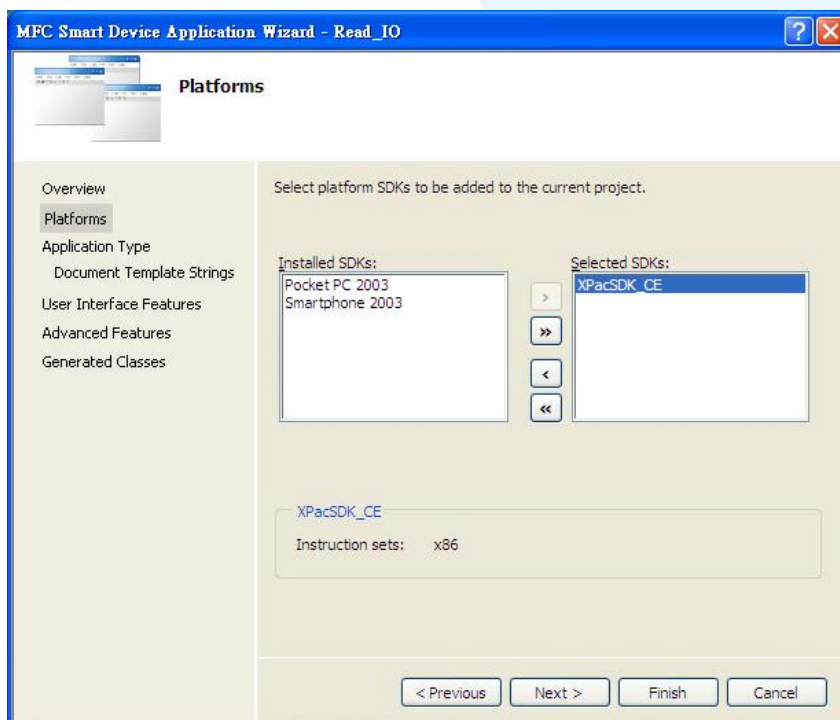 MFC Smart Device Application Wizard - Read_IO
Platforms
Overview
Platforms
Application Type
Document Template Strings
User Interface Features
Advanced Features
Generated Classes
Select platform SDKs to be added to the current project.
Installed SDKs:
Pocket PC 2003
Smartphone 2003
>
>>
<
<<
Selected SDKs:
XPacSDK_CE
XPacSDK_CE
Instruction sets: x86
< Previous
Next >
Finish
Cancel